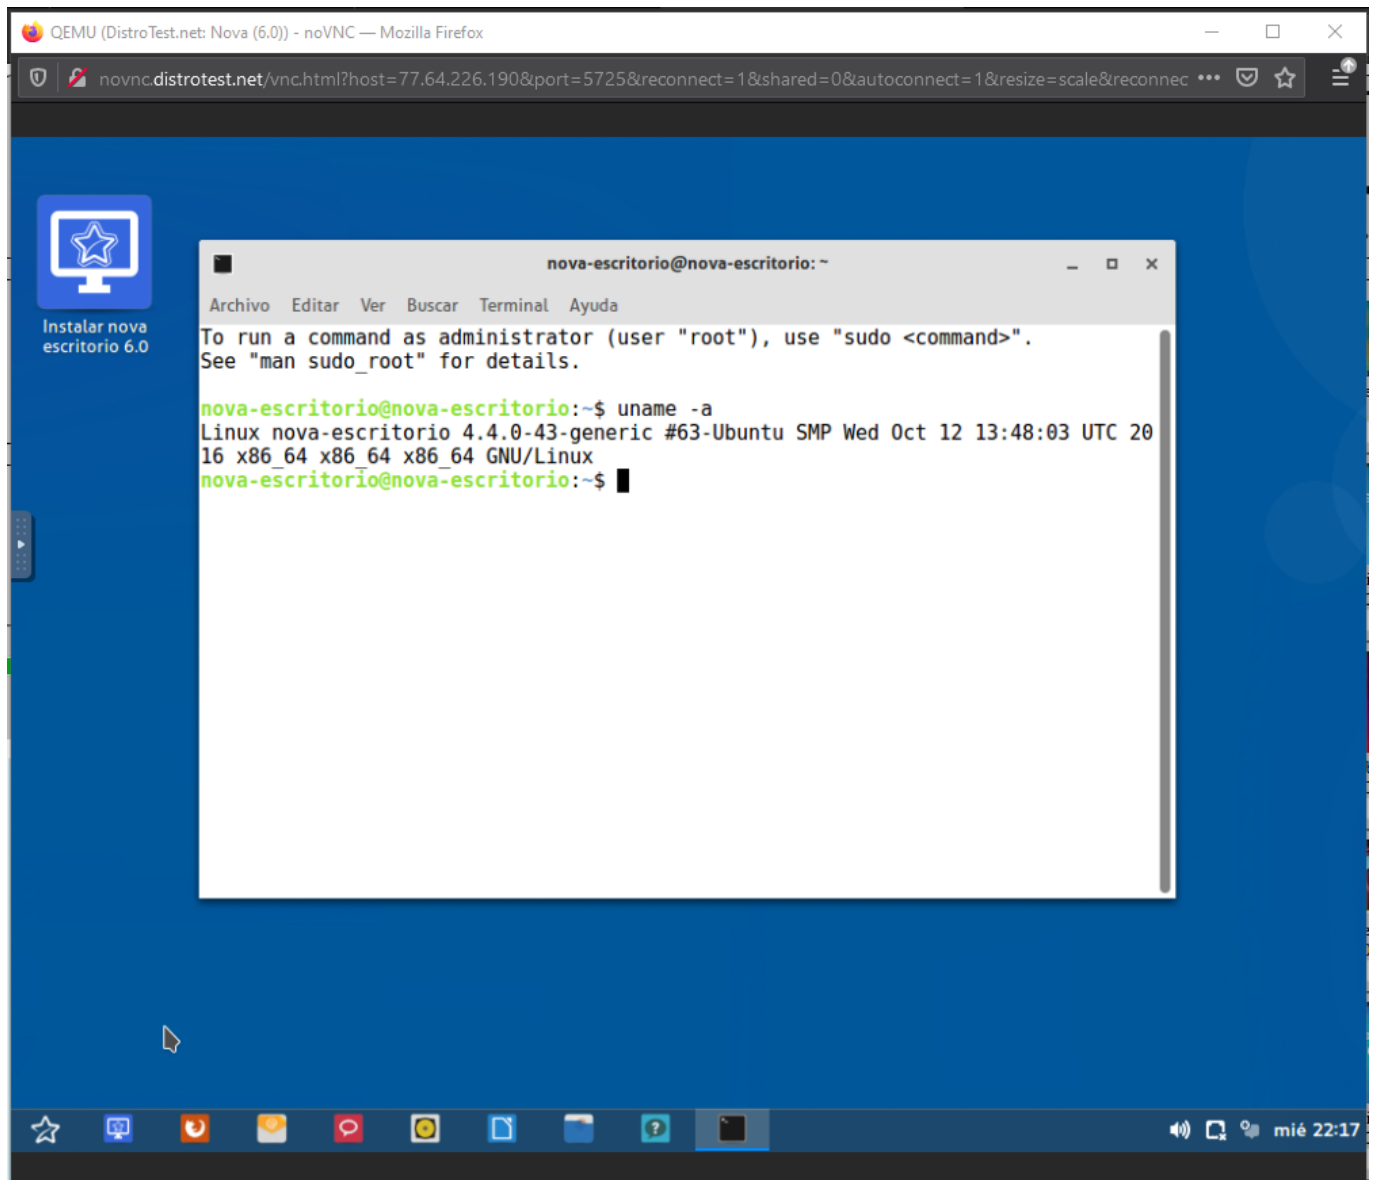 QEMU (DistroTest.net: Nova (6.0)) - noVNC — Mozilla Firefox
novnc.distrotest.net/vnc.html?host=77.64.226.190&port=5725&reconnect=1&shared=0&autoconnect=1&resize=scale&reconnec
Instalar nova
escritorio 6.0
nova-escritorio@nova-escritorio: ~
Archivo Editar Ver Buscar Terminal Ayuda
To run a command as administrator (user "root"), use "sudo <command>".
See "man sudo_root" for details.
nova-escritorio@nova-escritorio:~$ uname -a
Linux nova-escritorio 4.4.0-43-generic #63-Ubuntu SMP Wed Oct 12 13:48:03 UTC 20
16 x86_64 x86_64 x86_64 GNU/Linux
nova-escritorio@nova-escritorio:~$
mié 22:17